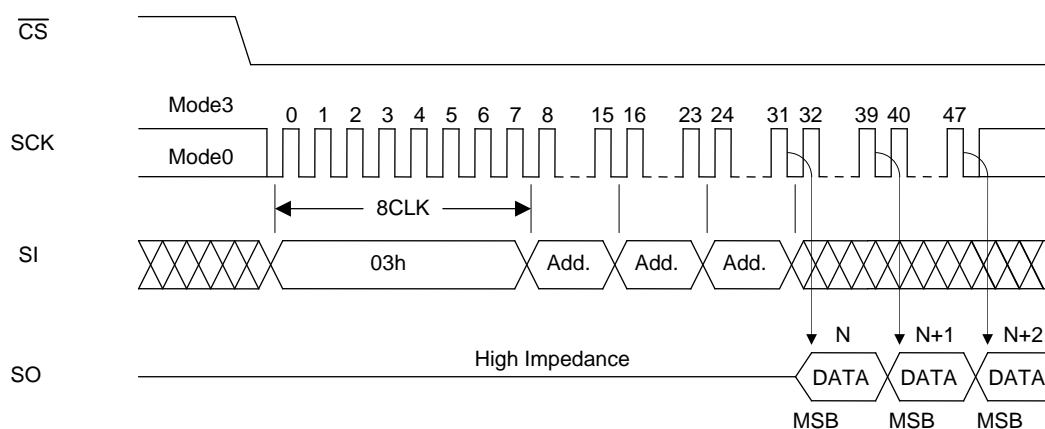 CS
Mode3
0 1 2 3 4 5 6 7 8 15 16 23 24 31 32 39 40 47
SCK
Mode0
8CLK
SI
03h Add. Add. Add.
N N+1 N+2
High Impedance
SO
DATA DATA DATA
MSB MSB MSB